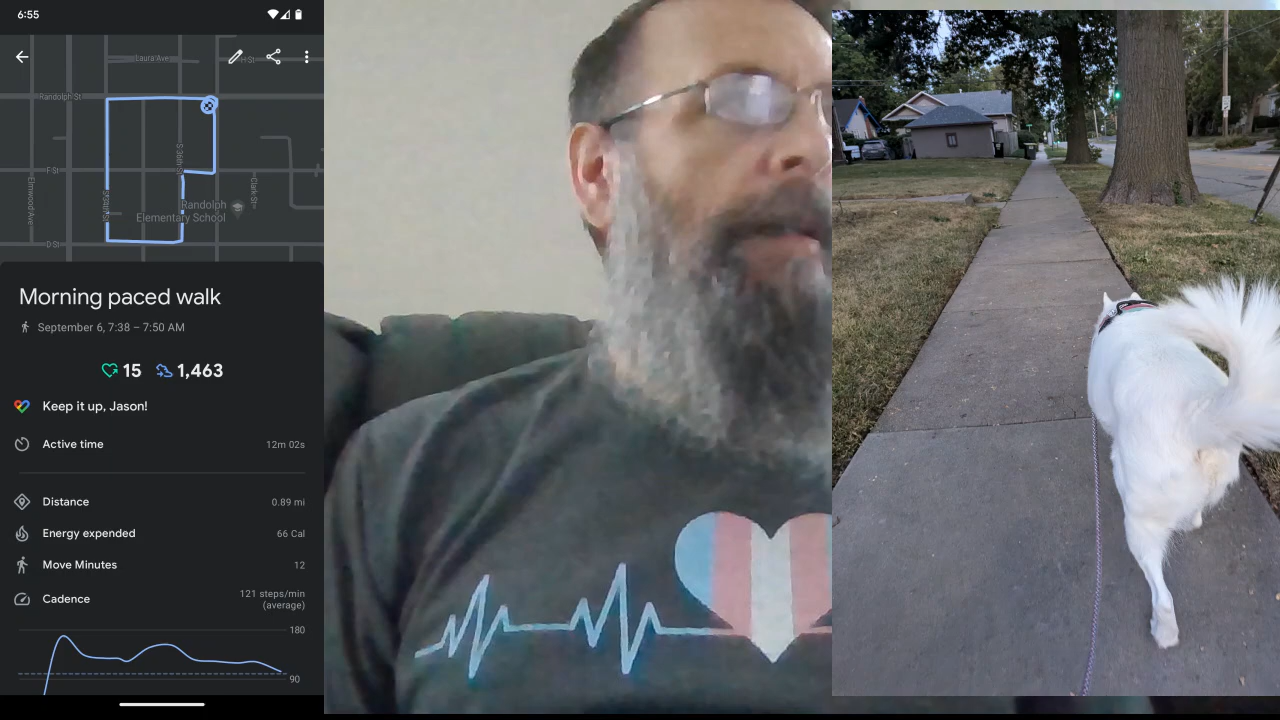 6:55
Laura Ave
H St
Randolph St
S 36th St
F St
Elmwood Ave
S 34th St
Clark St
Randolph
Elementary School
D St
Morning paced walk
September 6, 7:38 – 7:50 AM
15 1,463
Keep it up, Jason!
Active time 12m 02s
Distance 0.89 mi
Energy expended 66 Cal
Move Minutes 12
Cadence 121 steps/min
(average)
180
90